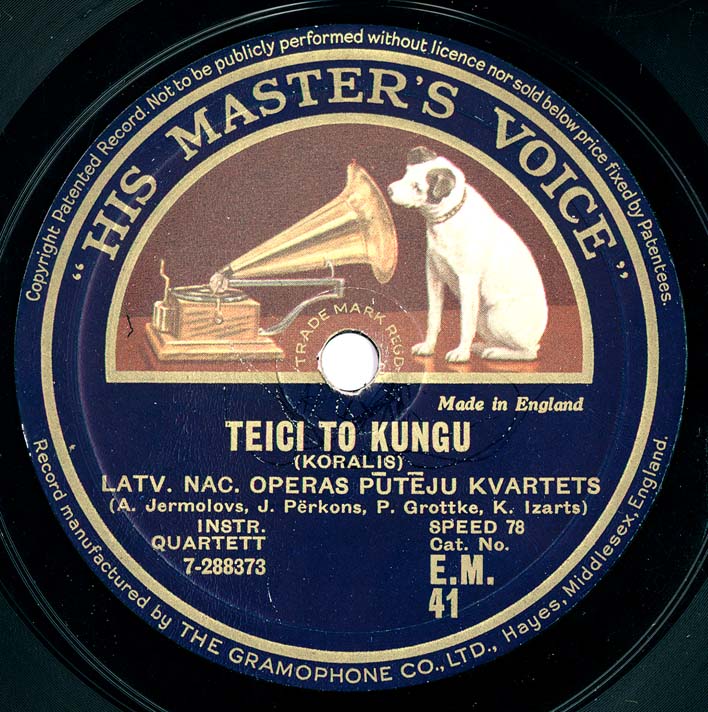 Copyright Patented Record. Not to be publicly performed without licence nor sold below price fixed by Patentees.
"HIS MASTER'S VOICE"
TRADE MARK REGD.
Made in England
TEICI TO KUNGU
(KORALIS)
LATV. NAC. OPERAS PŪTĒJU KVARTETS
(A. Jermolovs, J. Përkons, P. Grottke, K. Izarts)
INSTR. SPEED 78
QUARTETT Cat. No.
7-288373 E.M.
41
Record manufactured by THE GRAMOPHONE CO., LTD., Hayes, Middlesex, England.